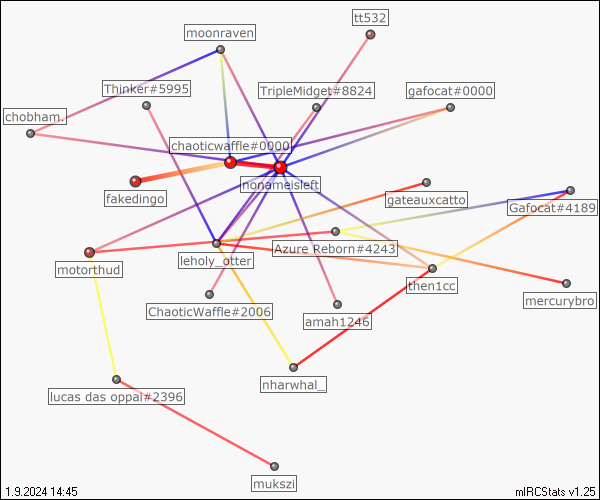 tt532
moonraven
Thinker#5995
TripleMidget#8824
gafocat#0000
chobham.
chaoticwaffle#0000
nonameisleft
fakedingo
gateauxcatto
Gafocat#4189
leholy_otter
Azure Reborn#4243
motorthud
then1cc
mercurybro
ChaoticWaffle#2006
amah1246
nharwhal_
lucas das oppai#2396
mukszi
1.9.2024 14:45
mIRCStats v1.25